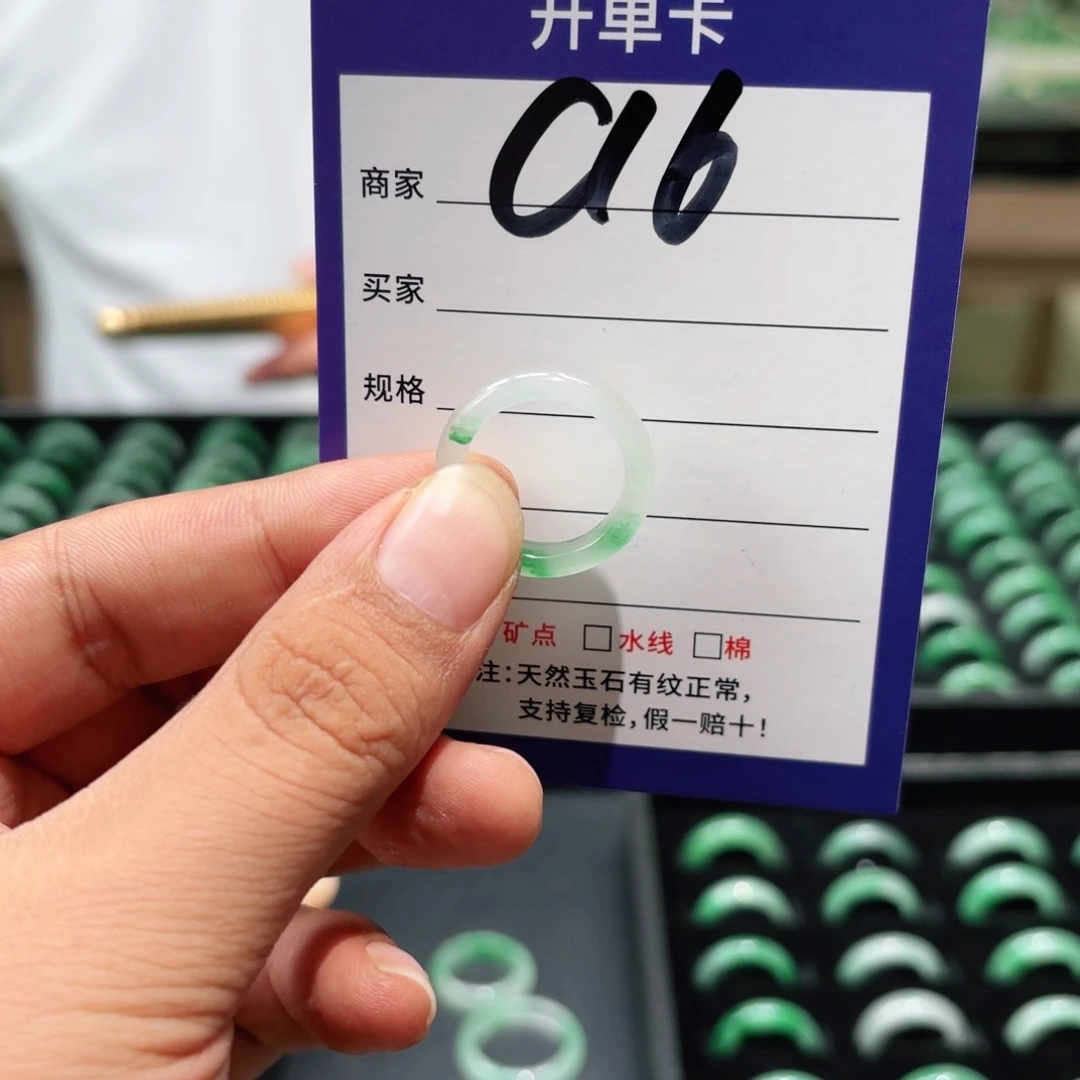 开单卡
商家 a16
买家
规格
矿点 □水线 □棉
注:天然玉石有纹正常,
支持复检,假一赔十!